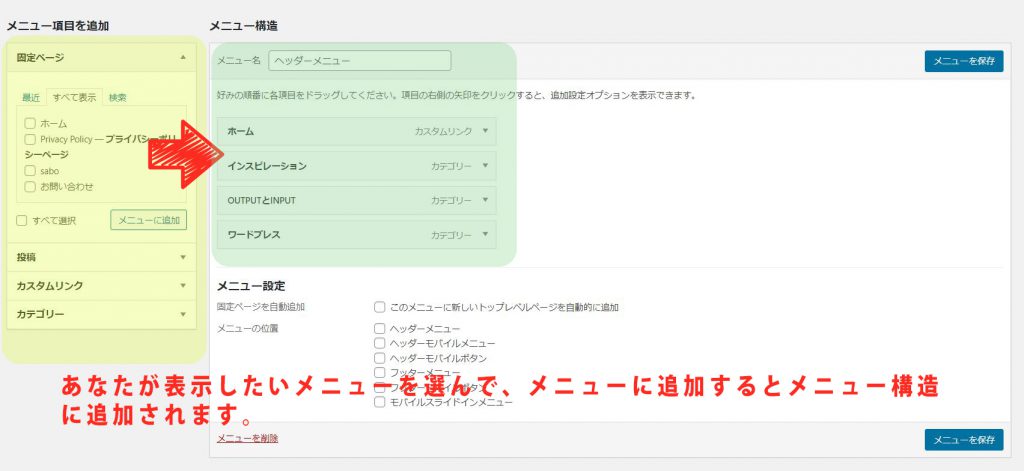 メニュー項目を追加
固定ページ
最近 すべて表示 検索
ホーム
Privacy Policy — プライバシーポリ
シーページ
sabo
お問い合わせ
すべて選択 メニューに追加
投稿
カスタムリンク
カテゴリー
メニュー構造
メニュー名 ヘッダーメニュー メニューを保存
好みの順番に各項目をドラッグしてください。項目の右側の矢印をクリックすると、追加設定オプションを表示できます。
ホーム カスタムリンク
インスピレーション カテゴリー
OUTPUTとINPUT カテゴリー
ワードプレス カテゴリー
メニュー設定
固定ページを自動追加 このメニューに新しいトップレベルページを自動的に追加
メニューの位置 ヘッダーメニュー
ヘッダーモバイルメニュー
ヘッダーモバイルボタン
フッターメニュー
モバイルスライドインメニュー
あなたが表示したいメニューを選んで、メニューに追加するとメニュー構造
に追加されます。
メニューを削除 メニューを保存